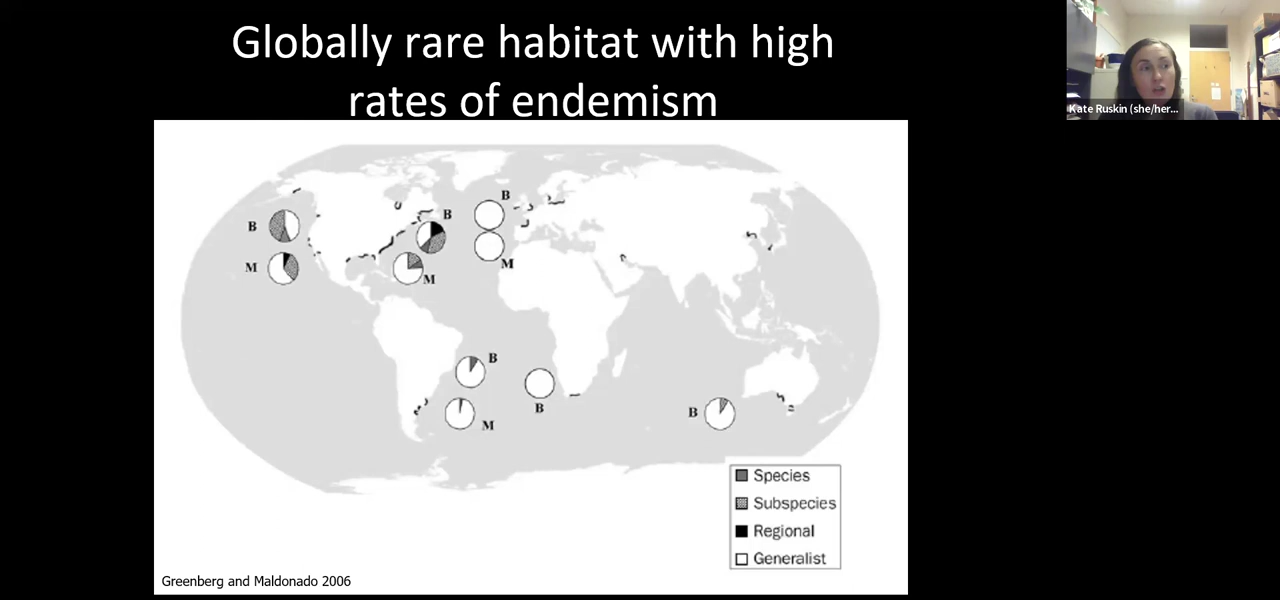 Globally rare habitat with high
rates of endemism
Kate Ruskin (she/her...
B
B
B
M
M
M
B
B
M
B
B
Species
Subspecies
Regional
Generalist
Greenberg and Maldonado 2006